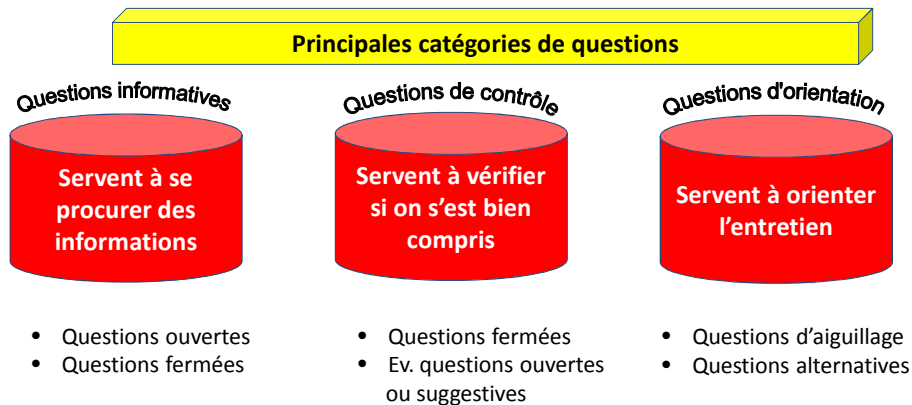 Principales catégories de questions
Questions informatives
Servent à se
procurer des
informations
• Questions ouvertes
• Questions fermées
Questions de contrôle
Servent à vérifier
si on s’est bien
compris
• Questions fermées
• Ev. questions ouvertes
ou suggestives
Questions d'orientation
Servent à orienter
l’entretien
• Questions d’aiguillage
• Questions alternatives